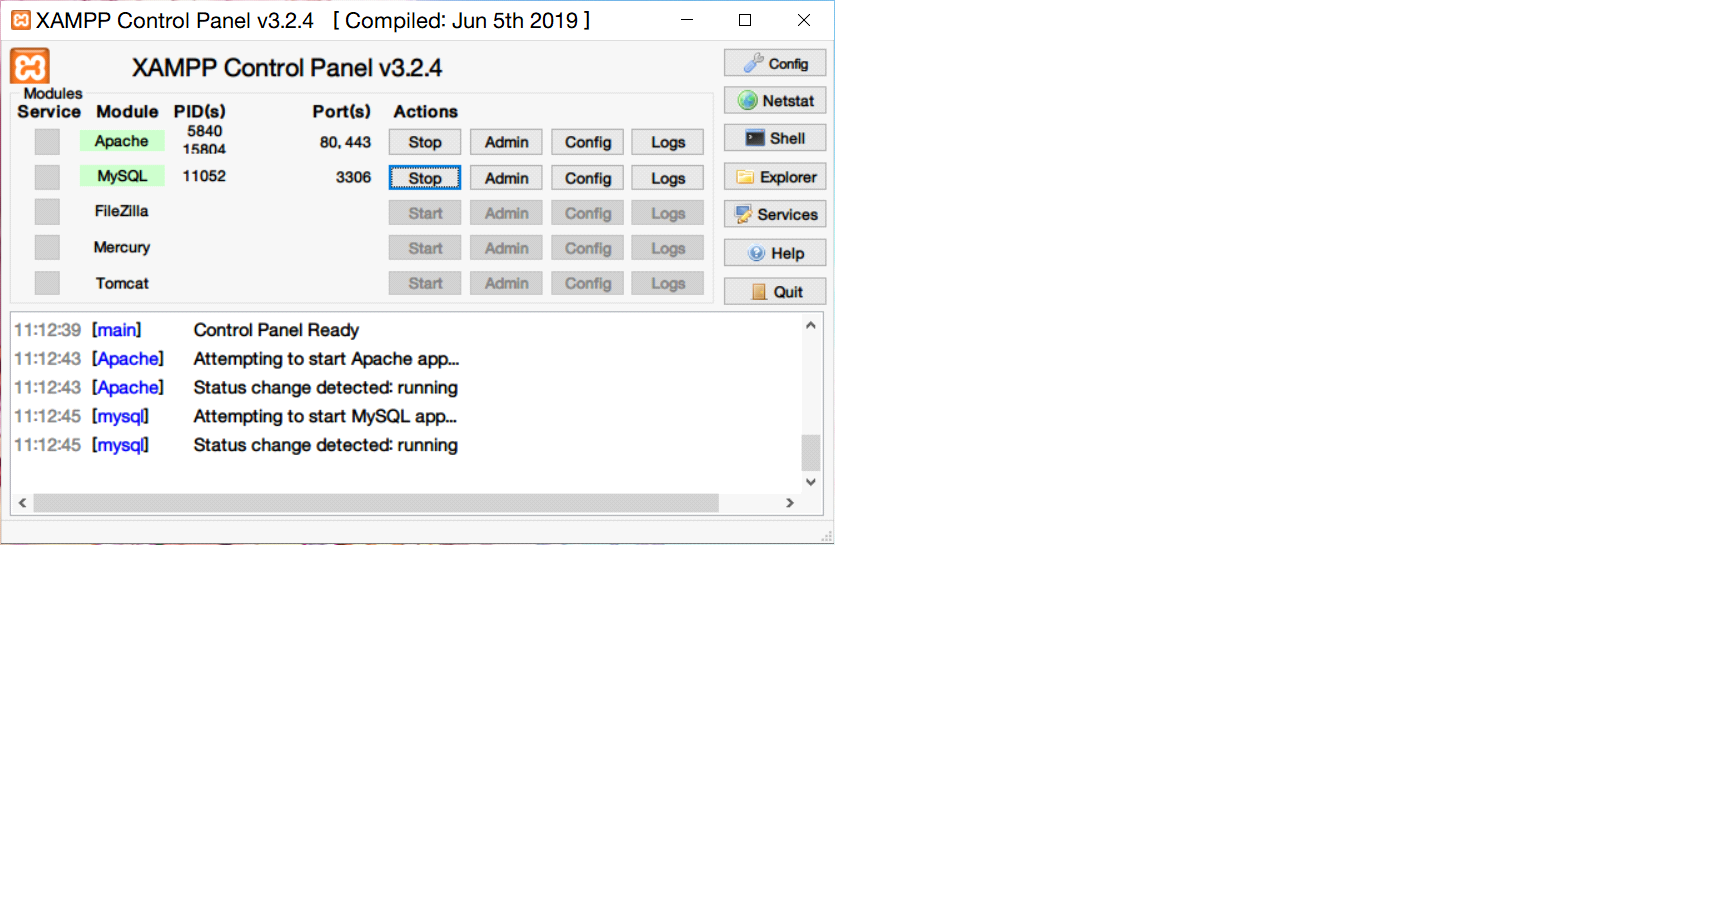 XAMPP Control Panel v3.2.4 [ Compiled: Jun 5th 2019 ]
XAMPP Control Panel v3.2.4
Config
Modules
Netstat
Service Module PID(s) Port(s) Actions
Apache 5840 15804 80, 443 Stop Admin Config Logs
Shell
MySQL 11052 3306 Stop Admin Config Logs
Explorer
FileZilla Start Admin Config Logs
Services
Mercury Start Admin Config Logs
Help
Tomcat Start Admin Config Logs
Quit
11:12:39 [main] Control Panel Ready
11:12:43 [Apache] Attempting to start Apache app...
11:12:43 [Apache] Status change detected: running
11:12:45 [mysql] Attempting to start MySQL app...
11:12:45 [mysql] Status change detected: running